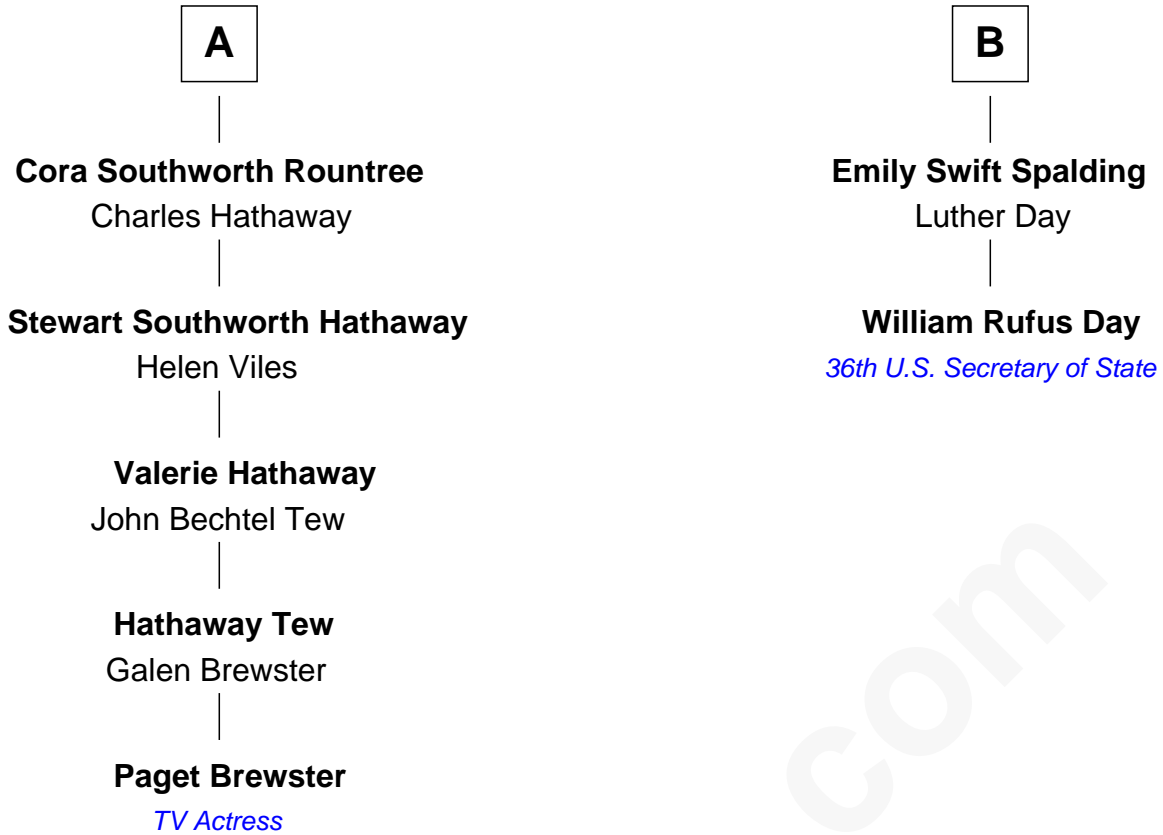 A
Cora Southworth Rountree
Charles Hathaway
Stewart Southworth Hathaway
Helen Viles
Valerie Hathaway
John Bechtel Tew
Hathaway Tew
Galen Brewster
Paget Brewster
TV Actress
B
Emily Swift Spalding
Luther Day
William Rufus Day
36th U.S. Secretary of State
com